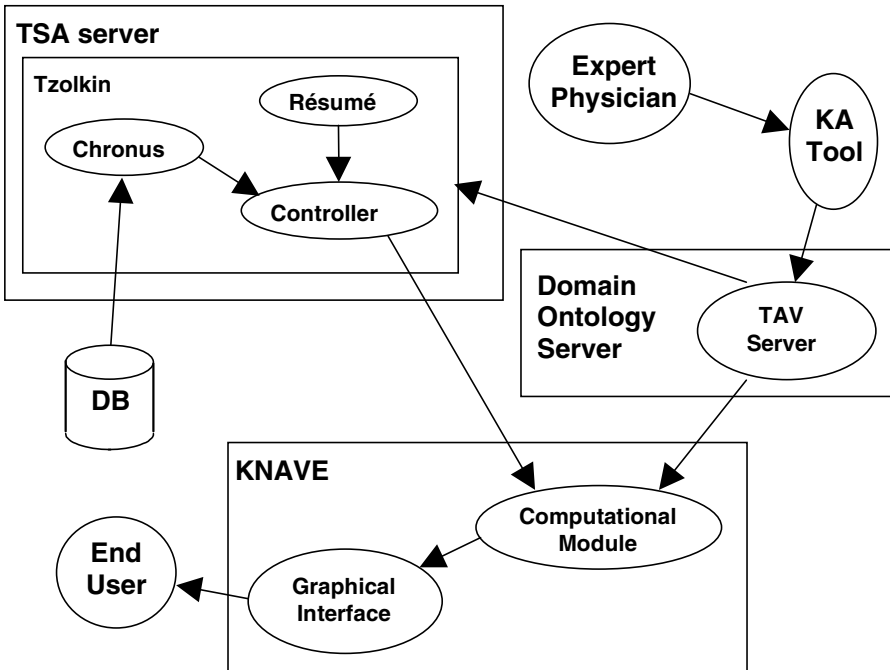 TSA server
Tzolkin
Résumé
Chronus
Controller
Expert
Physician
KA
Tool
Domain
Ontology
Server
TAV
Server
DB
KNAVE
Computational
Module
Graphical
Interface
End
User